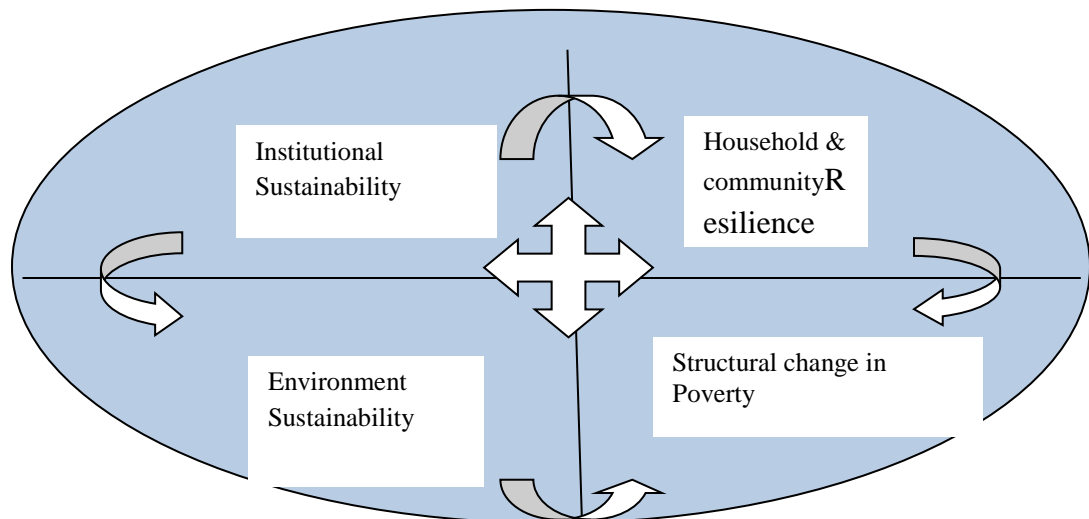 Institutional
Sustainability
Household &
communityR
esilience
Environment
Sustainability
Structural change in
Poverty